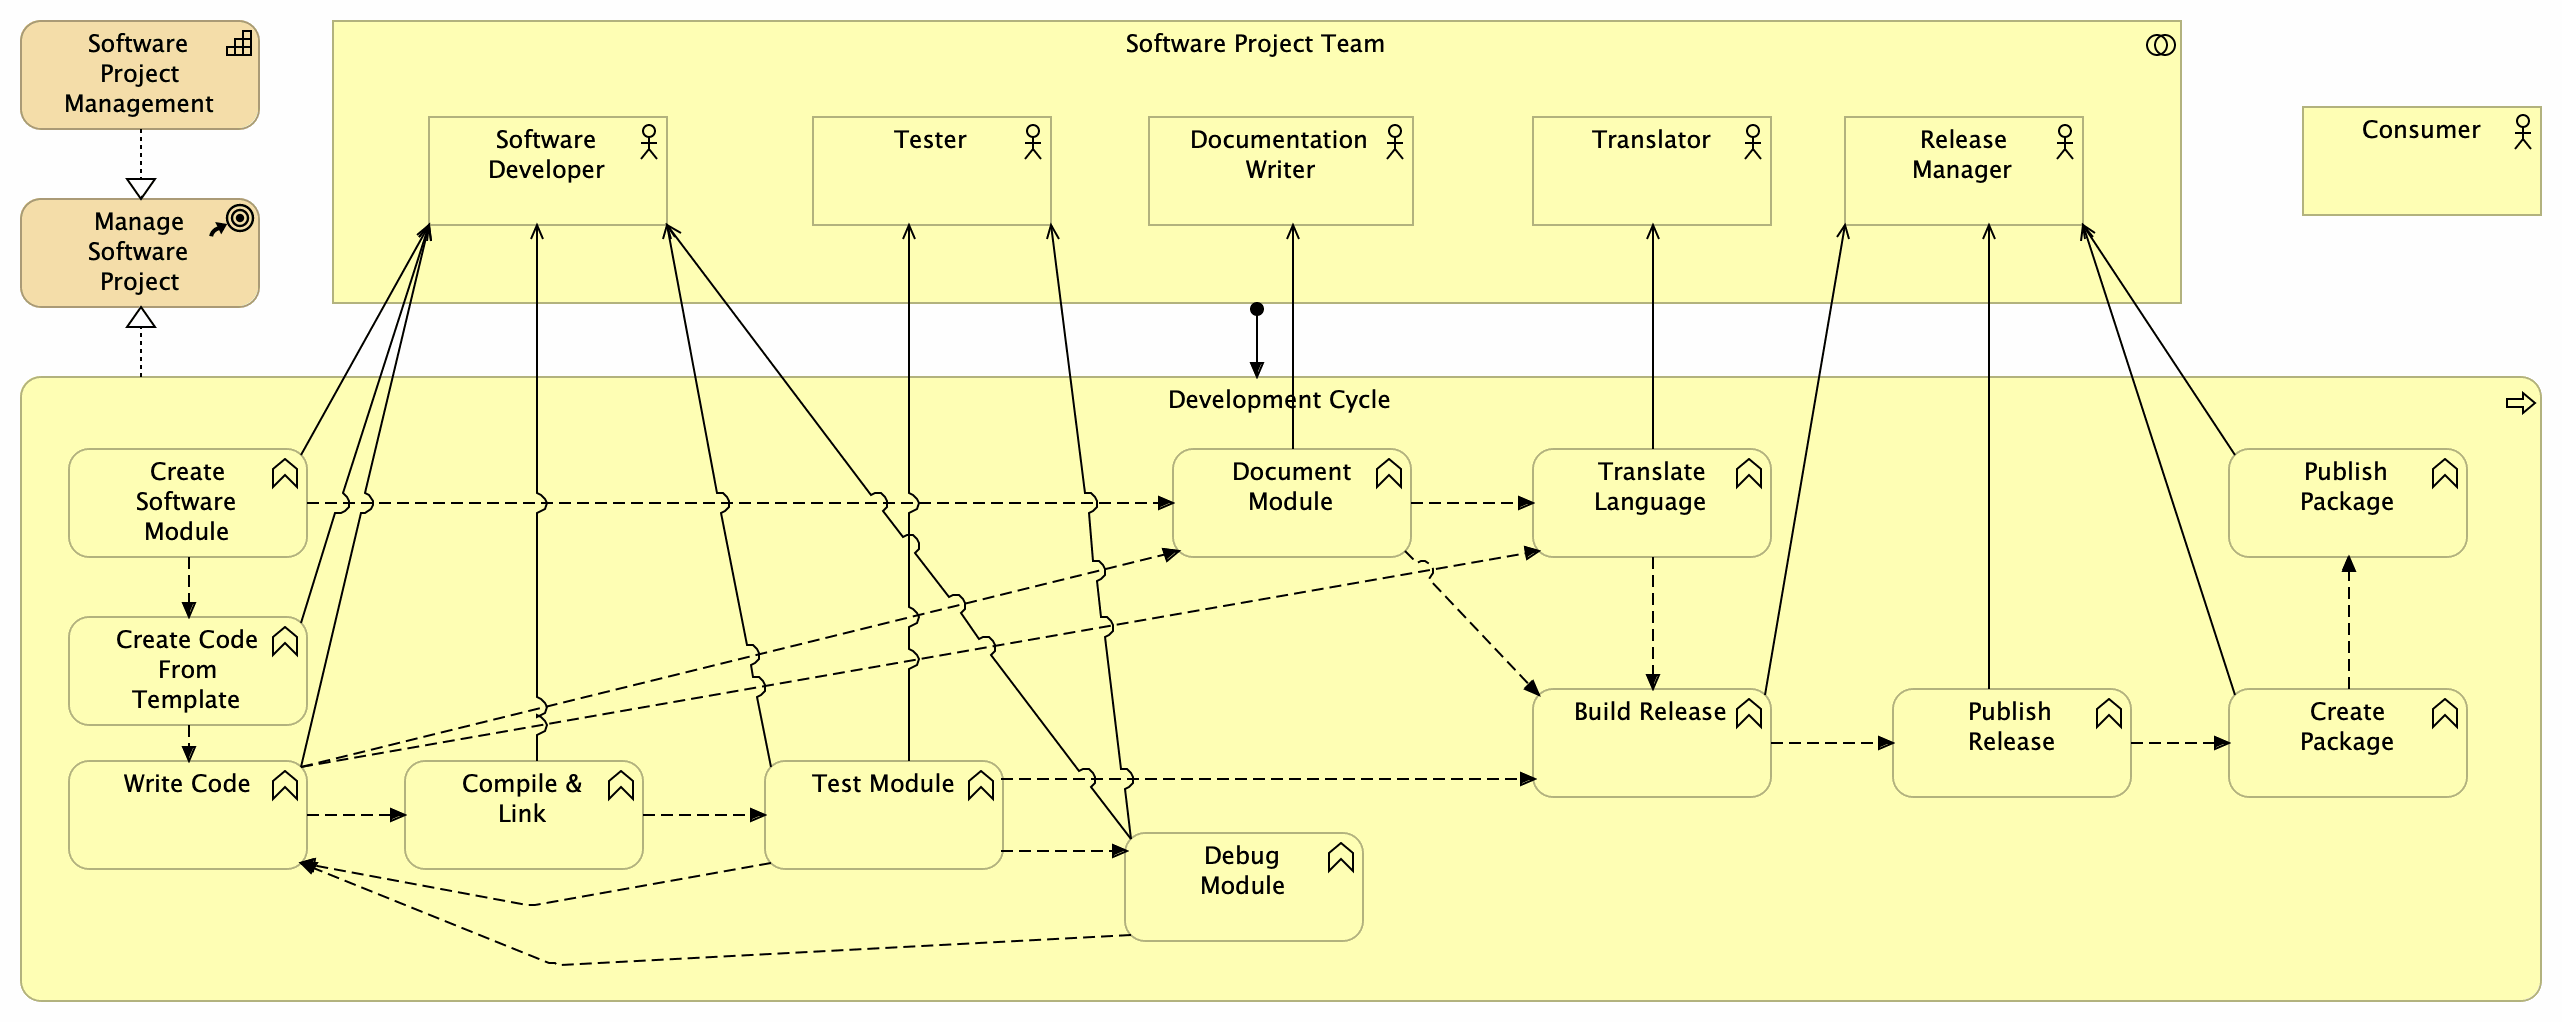 Software
Project
Management
Software Project Team
Software
Developer
Tester
Documentation
Writer
Translator
Release
Manager
Consumer
Manage
Software
Project
Development Cycle
Create
Software
Module
Document
Module
Translate
Language
Publish
Package
Create Code
From
Template
Build Release
Publish
Release
Create
Package
Write Code
Compile &
Link
Test Module
Debug
Module